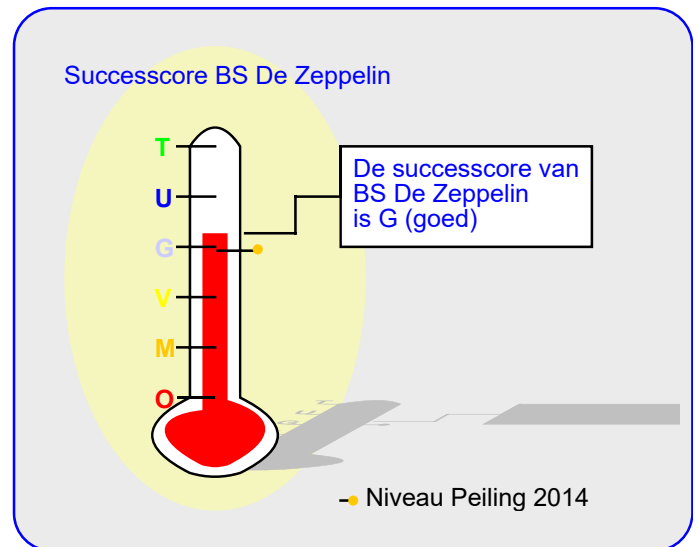 Successcore BS De Zeppelin
T
U
G
V
M
O
De successcore van
BS De Zeppelin
is G (goed)
Niveau Peiling 2014